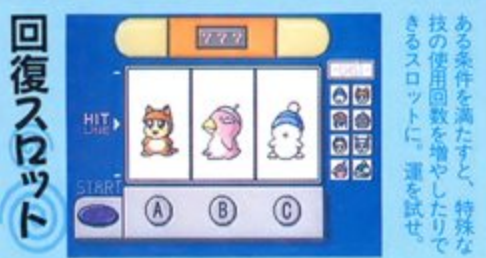 ある条件を満たすと、特殊な
技の使用回数を増やしたりで
きるスロットに。運を試せ。
777
HIT
LINE
START
A B C
回復スロット